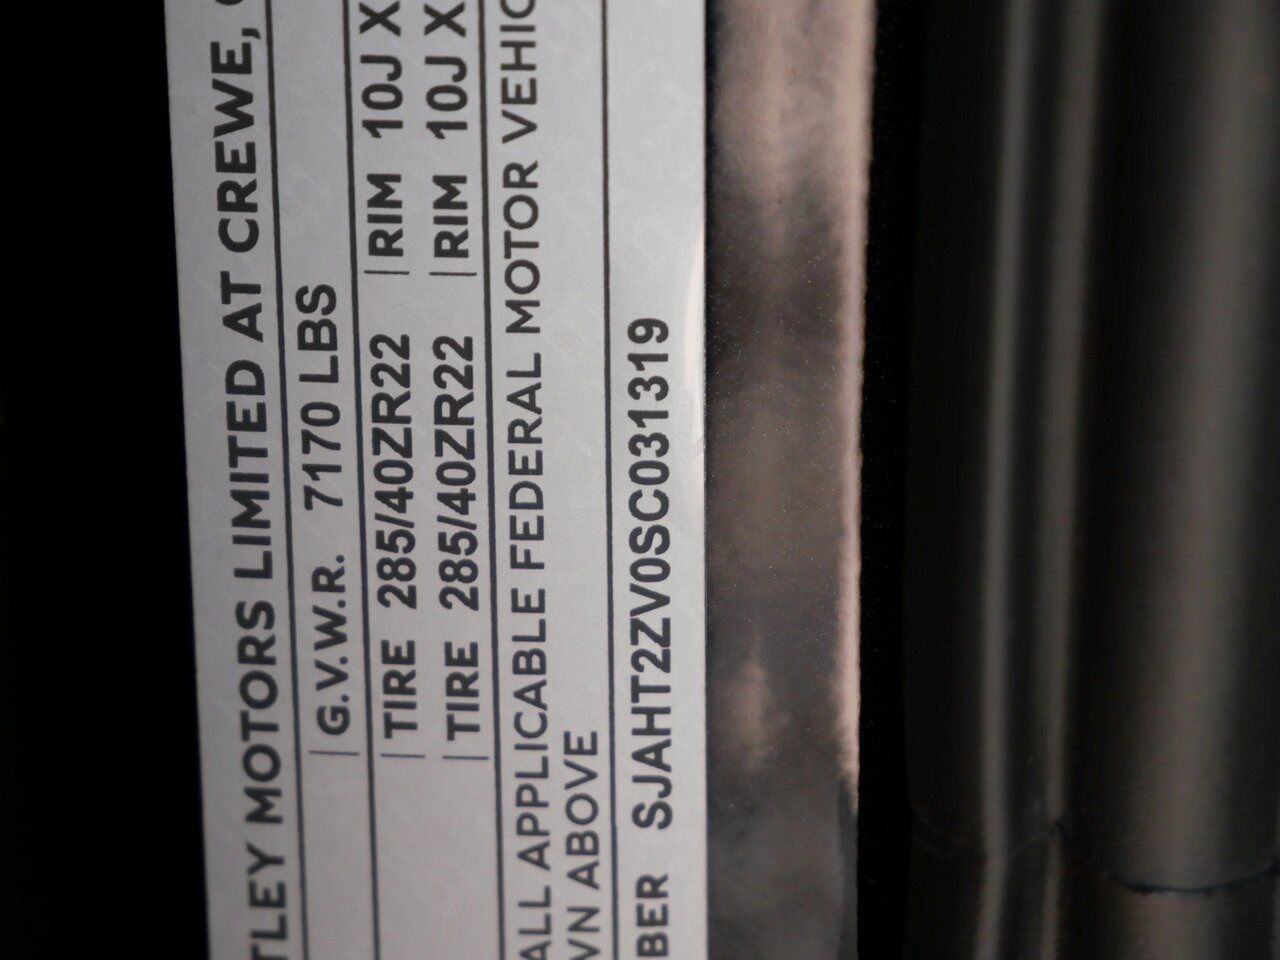 TLEY MOTORS LIMITED AT CREWE,
G.V.W.R. 7170 LBS
TIRE 285/40ZR22 RIM 10J X
TIRE 285/40ZR22 RIM 10J X
ALL APPLICABLE FEDERAL MOTOR VEHIC
VN ABOVE
BER SJAHT2ZV0SC031319